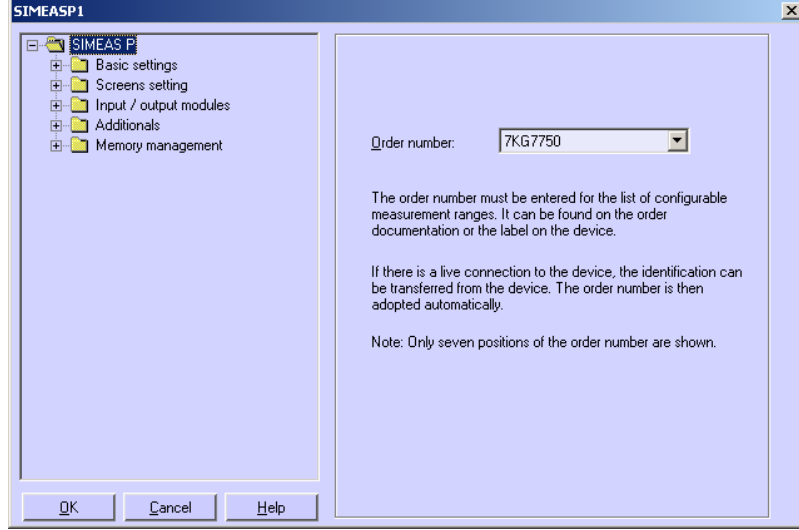 SIMEASP1
SIMEAS P
Basic settings
Screens setting
Input / output modules
Additionals
Memory management
Order number:
7KG7750
The order number must be entered for the list of configurable
measurement ranges. It can be found on the order
documentation or the label on the device.
If there is a live connection to the device, the identification can
be transferred from the device. The order number is then
adopted automatically.
Note: Only seven positions of the order number are shown.
OK
Cancel
Help